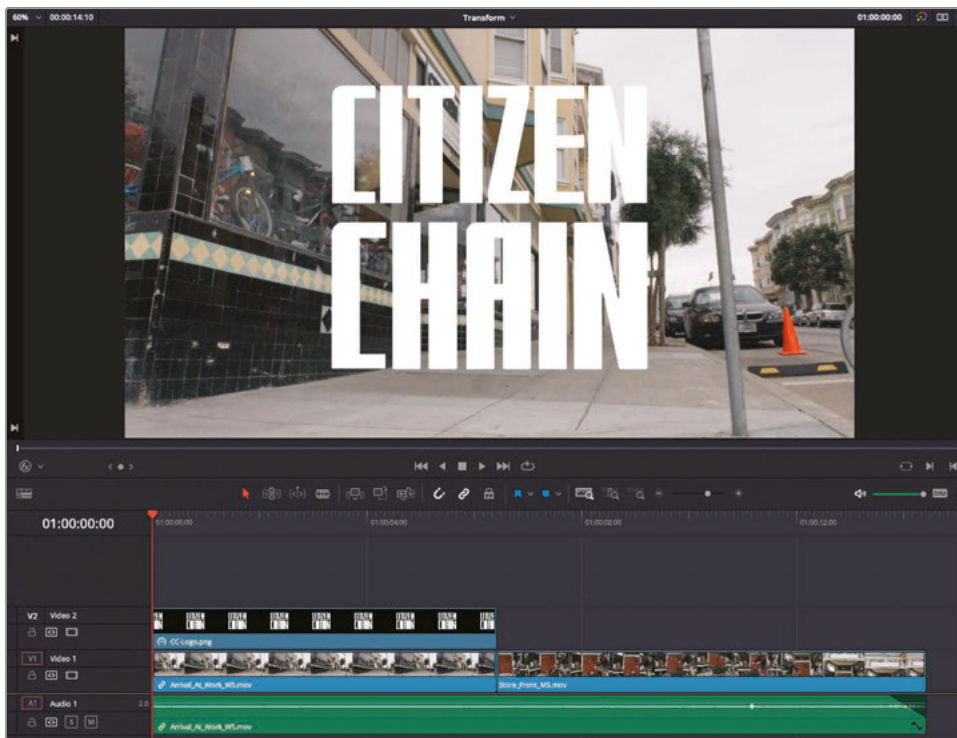 60% 00:00:14:10 Transform 01:00:00:00
CITIZEN
CHAIN
01:00:00:00 01:00:00:00 01:00:04:00 01:00:08:00 01:00:12:00
V2 Video 2
CC-Logo.png
V1 Video 1
Arrival_At_Work_WS.mov Store_Front_MS.mov
A1 Audio 1 2.0
S M
Arrival_At_Work_WS.mov